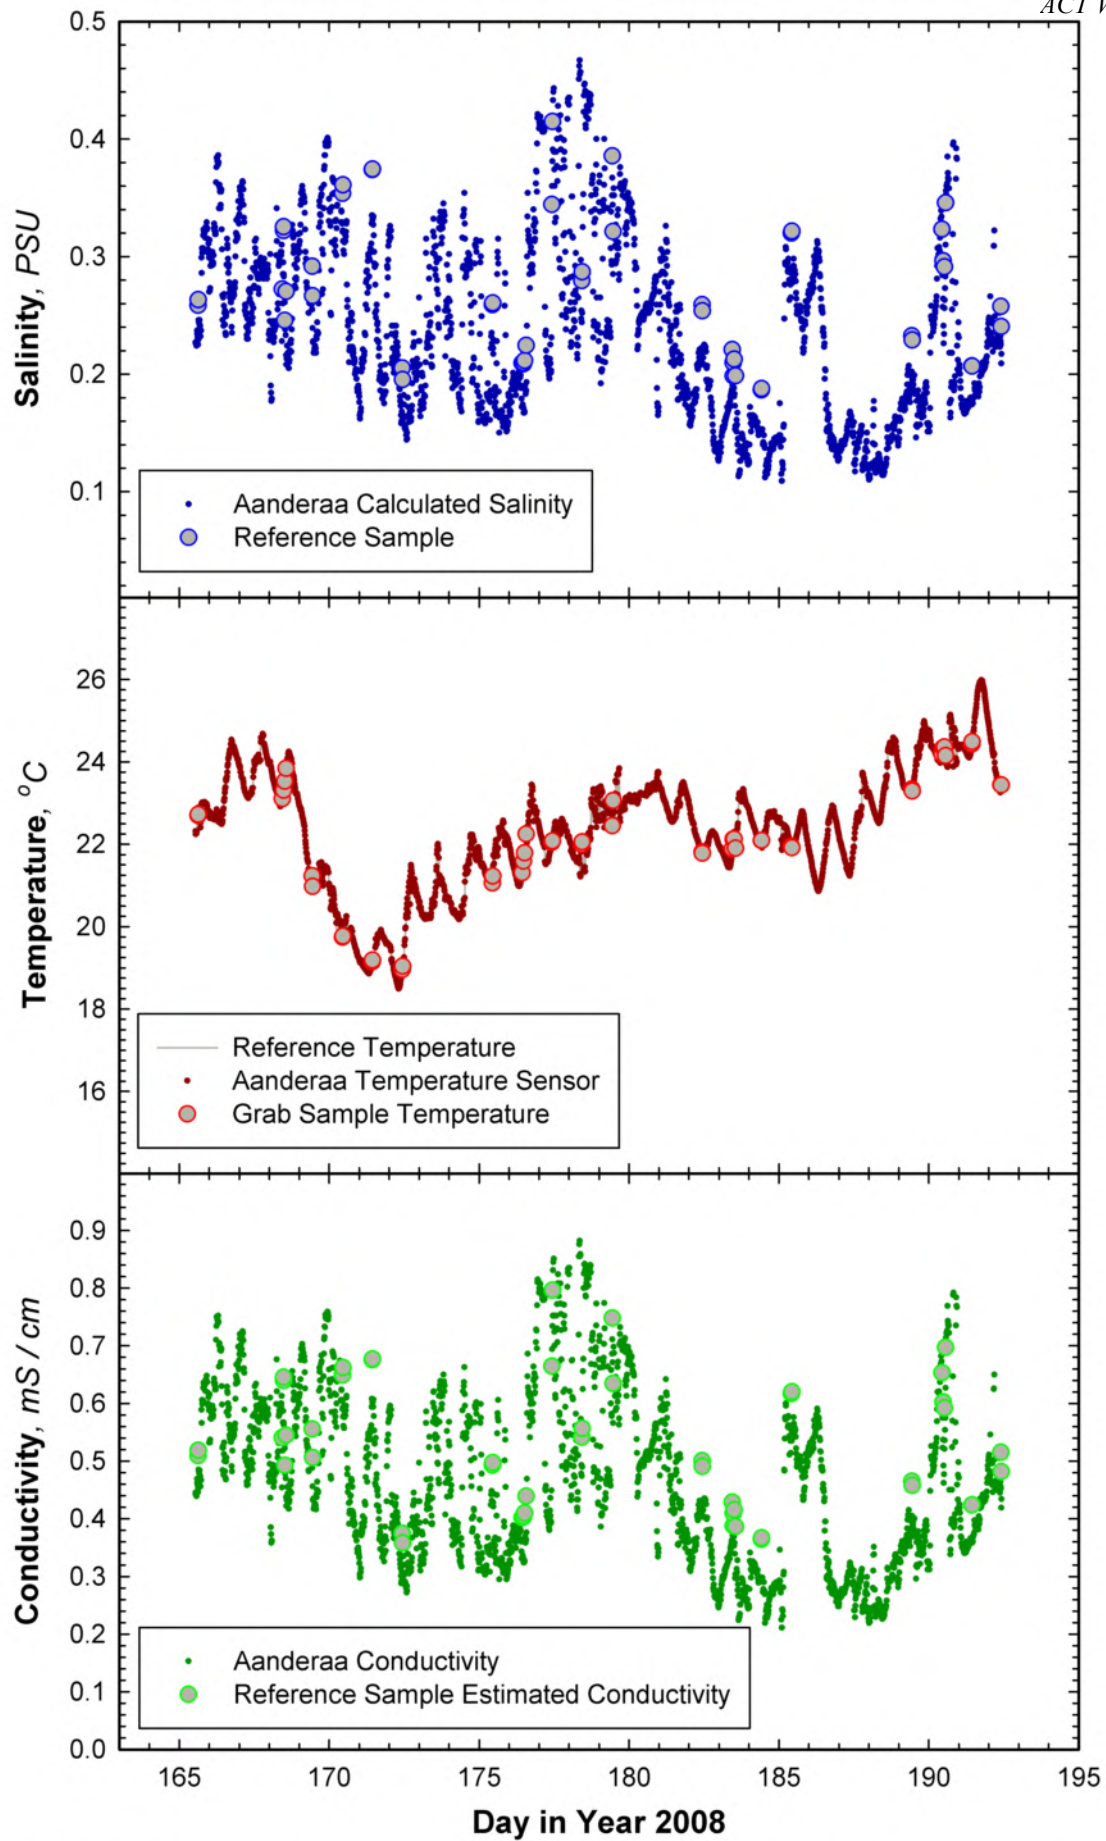 ACT V
0.5
0.4
0.3
0.2
0.1
Salinity, PSU
Aanderaa Calculated Salinity
Reference Sample
26
24
22
20
18
16
Temperature, °C
Reference Temperature
Aanderaa Temperature Sensor
Grab Sample Temperature
0.9
0.8
0.7
0.6
0.5
0.4
0.3
0.2
0.1
0.0
Conductivity, mS / cm
Aanderaa Conductivity
Reference Sample Estimated Conductivity
165 170 175 180 185 190 195
Day in Year 2008